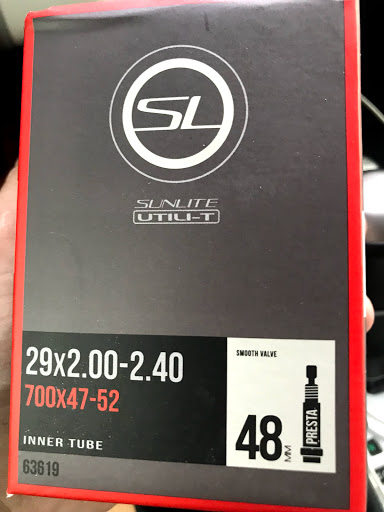 SL
SUNLITE
UTILI-T
29x2.00-2.40
700x47-52
INNER TUBE
63619
SMOOTH VALVE
48 MM
PRESTA